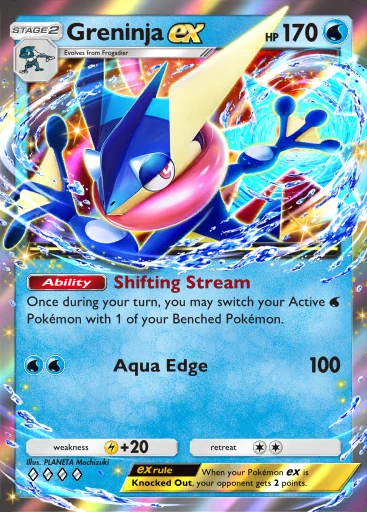 STAGE 2 Greninja ex HP 170
Evolves from Frogadier
Ability Shifting Stream
Once during your turn, you may switch your Active
Pokémon with 1 of your Benched Pokémon.
Aqua Edge 100
weakness +20 retreat
Illus. PLANETA Mochizuki
ex rule When your Pokémon ex is
Knocked Out, your opponent gets 2 points.